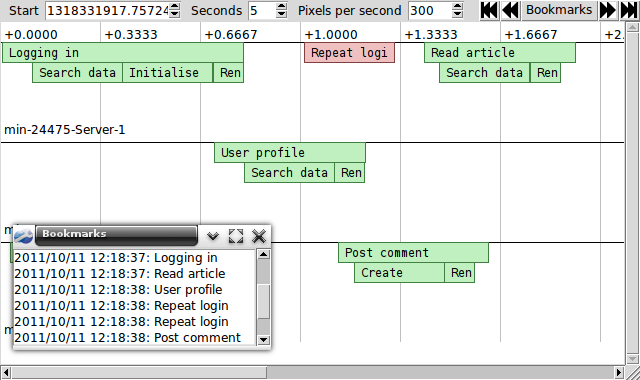 Start 1318331917.75724 Seconds 5 Pixels per second 300 Bookmarks
+0.0000 +0.3333 +0.6667 +1.0000 +1.3333 +1.6667 +2.
Logging in Repeat logi Read article
Search data Initialise Ren Search data Ren
min-24475-Server-1
User profile
Search data Ren
Bookmarks
Post comment
Create Ren
2011/10/11 12:18:37: Logging in
2011/10/11 12:18:37: Read article
2011/10/11 12:18:38: User profile
2011/10/11 12:18:38: Repeat login
2011/10/11 12:18:38: Repeat login
2011/10/11 12:18:38: Post comment